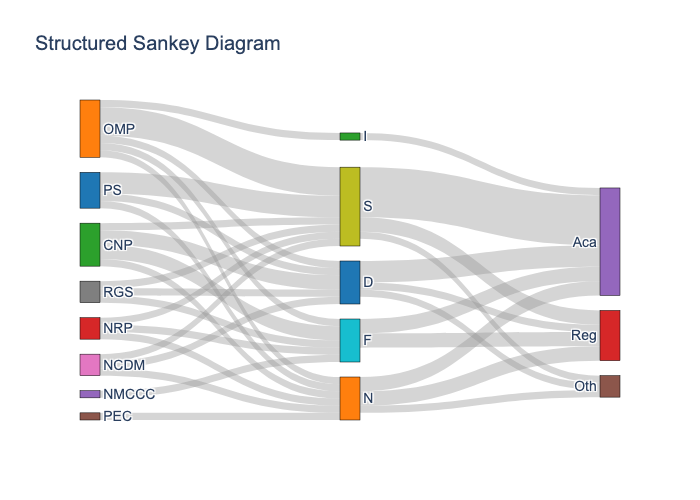 Structured Sankey Diagram
OMP
PS
CNP
RGS
NRP
NCDM
NMCCC
PEC
I
S
D
F
N
Aca
Reg
Oth